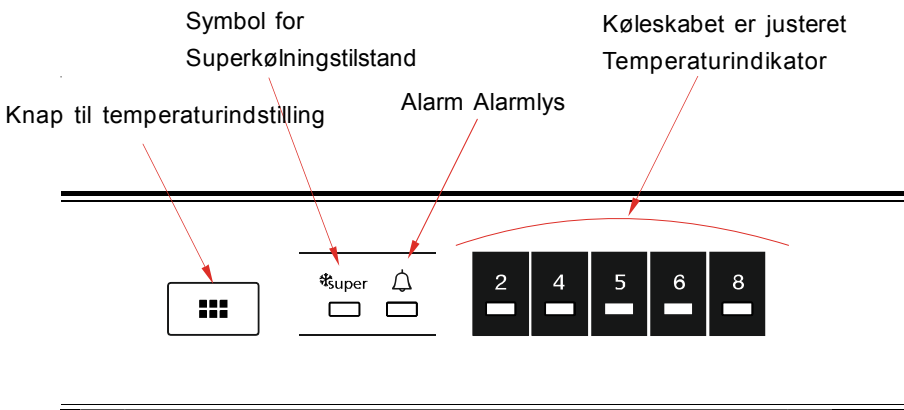 Symbol for
Superkølningstilstand
Køleskabet er justeret
Temperaturindikator
Knap til temperaturindstilling
Alarm Alarmlys
super
2 4 5 6 8